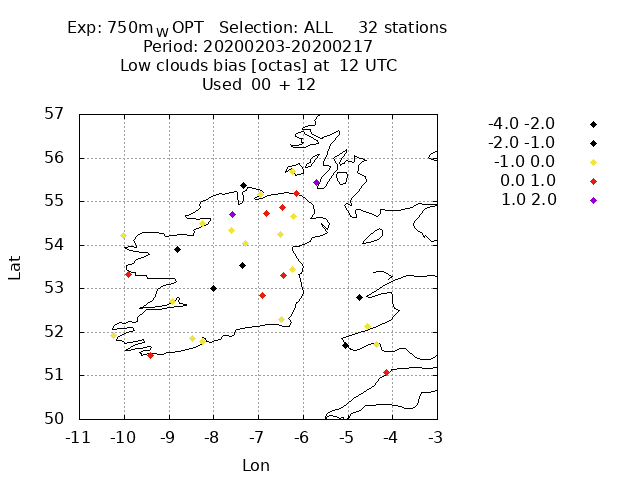 Exp: 750m_W OPT Selection: ALL 32 stations
Period: 20200203-20200217
Low clouds bias [octas] at 12 UTC
Used 00 + 12
-4.0 -2.0
-2.0 -1.0
-1.0 0.0
0.0 1.0
1.0 2.0
57
56
55
54
53
52
51
50
Lat
-11 -10 -9 -8 -7 -6 -5 -4 -3
Lon